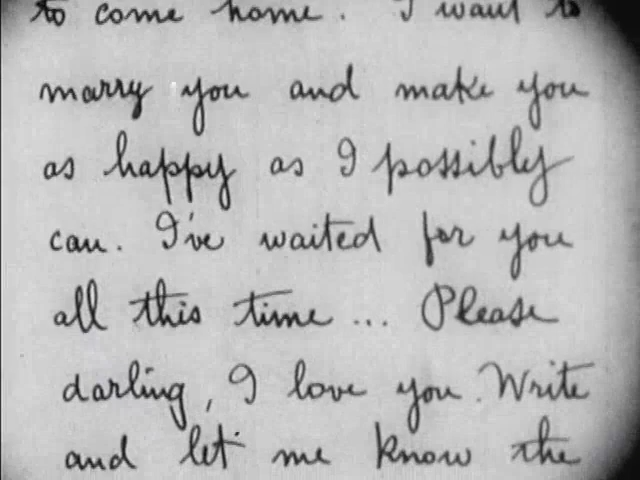 to come home. I want to
marry you and make you
as happy as I possibly
can. I've waited for you
all this time ... Please
darling, I love you. Write
and let me know the